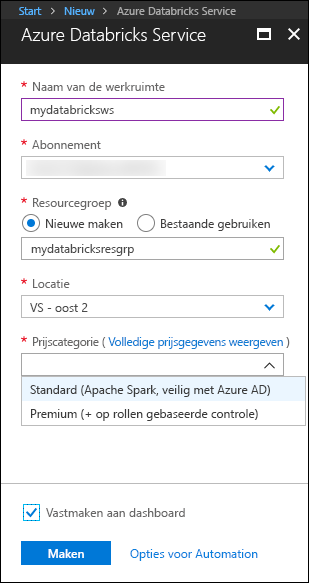 Start > Nieuw > Azure Databricks Service
Azure Databricks Service
* Naam van de werkruimte
mydatabricksws
* Abonnement
* Resourcegroep
Nieuwe maken Bestaande gebruiken
mydatabricksresgrp
* Locatie
VS - oost 2
* Prijscategorie ( Volledige prijsgegevens weergeven )
Standard (Apache Spark, veilig met Azure AD)
Premium (+ op rollen gebaseerde controle)
Vastmaken aan dashboard
Maken Opties voor Automation